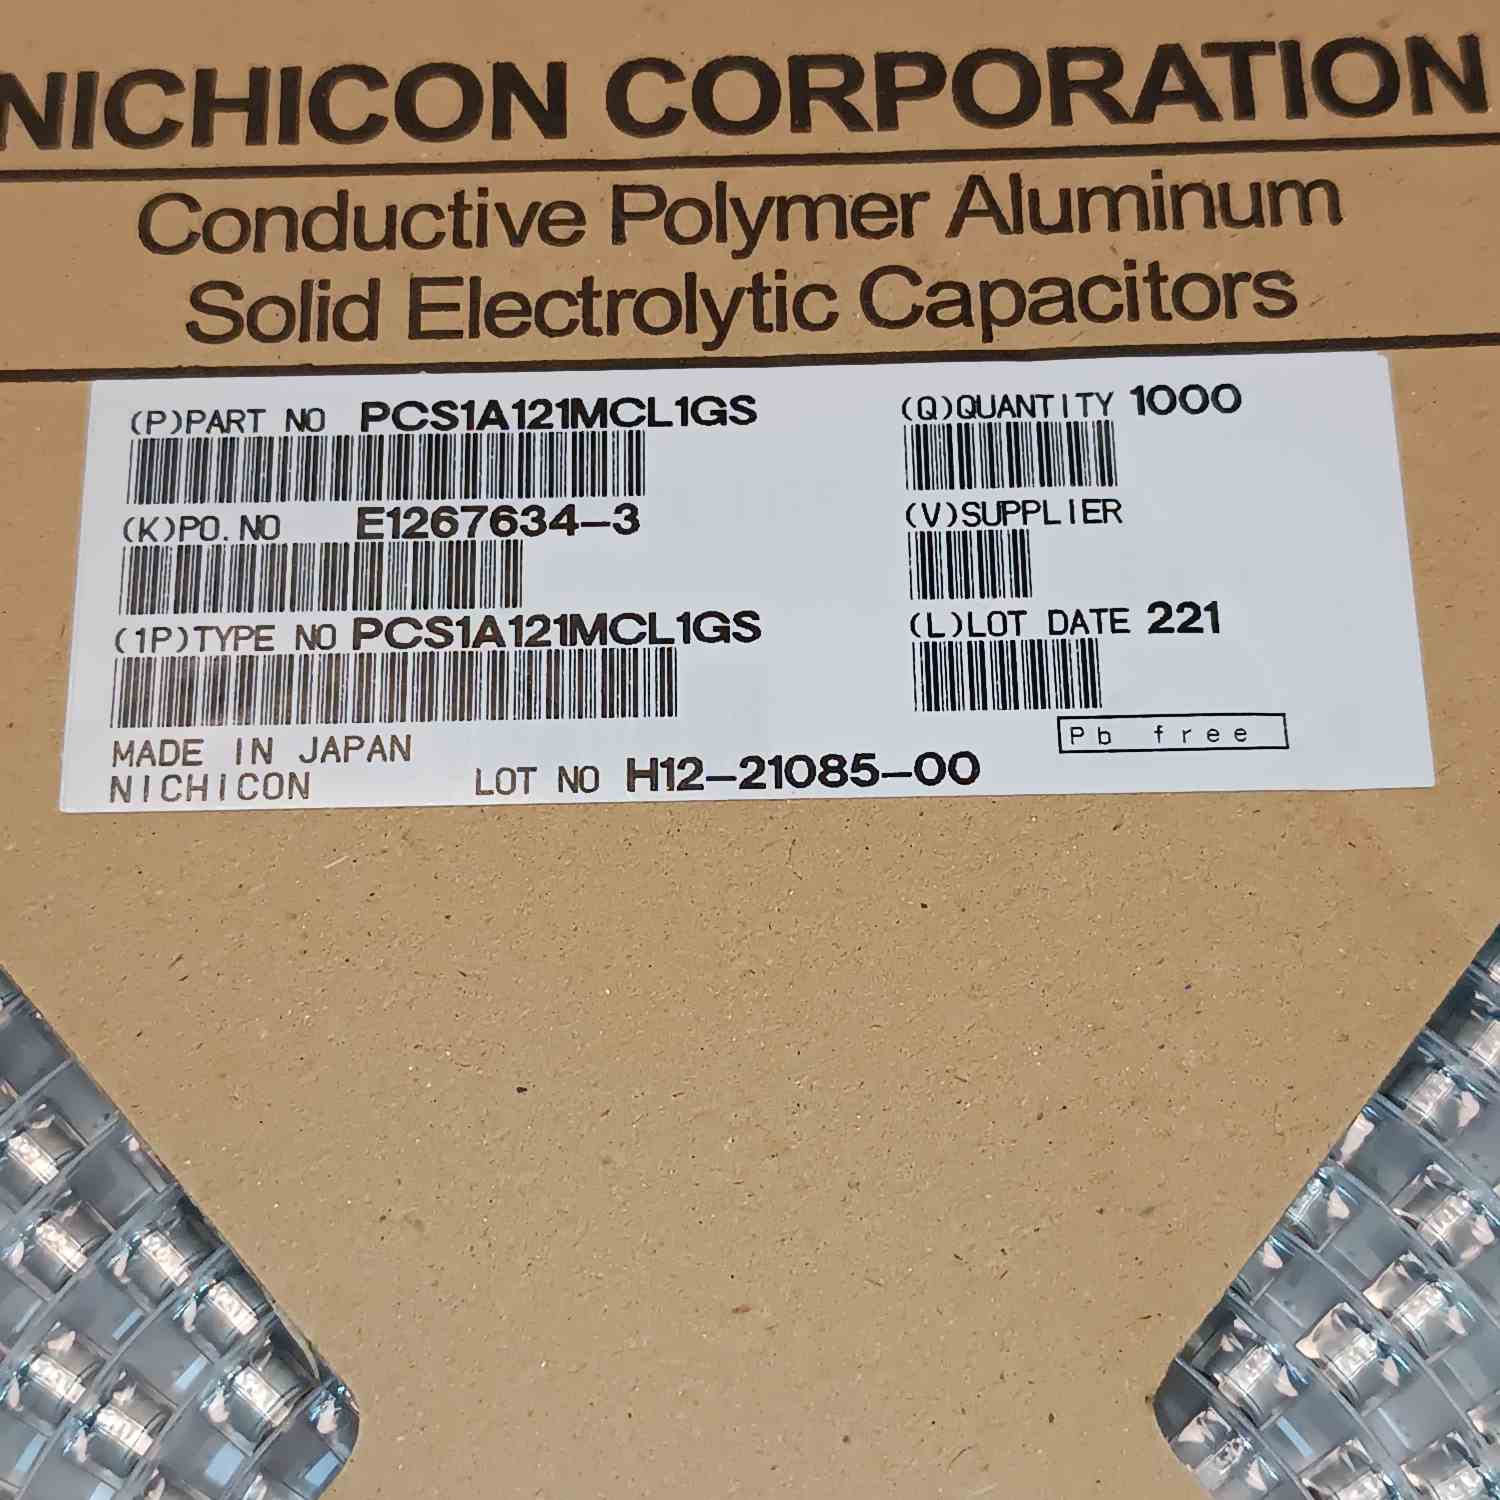 NICHICON CORPORATION
Conductive Polymer Aluminum
Solid Electrolytic Capacitors
(P)PART NO PCS1A121MCL1GS
(Q)QUANTITY 1000
(K)PO.NO E1267634-3
(V)SUPPLIER
(1P)TYPE NO PCS1A121MCL1GS
(L)LOT DATE 221
Pb free
MADE IN JAPAN
NICHICON
LOT NO H12-21085-00